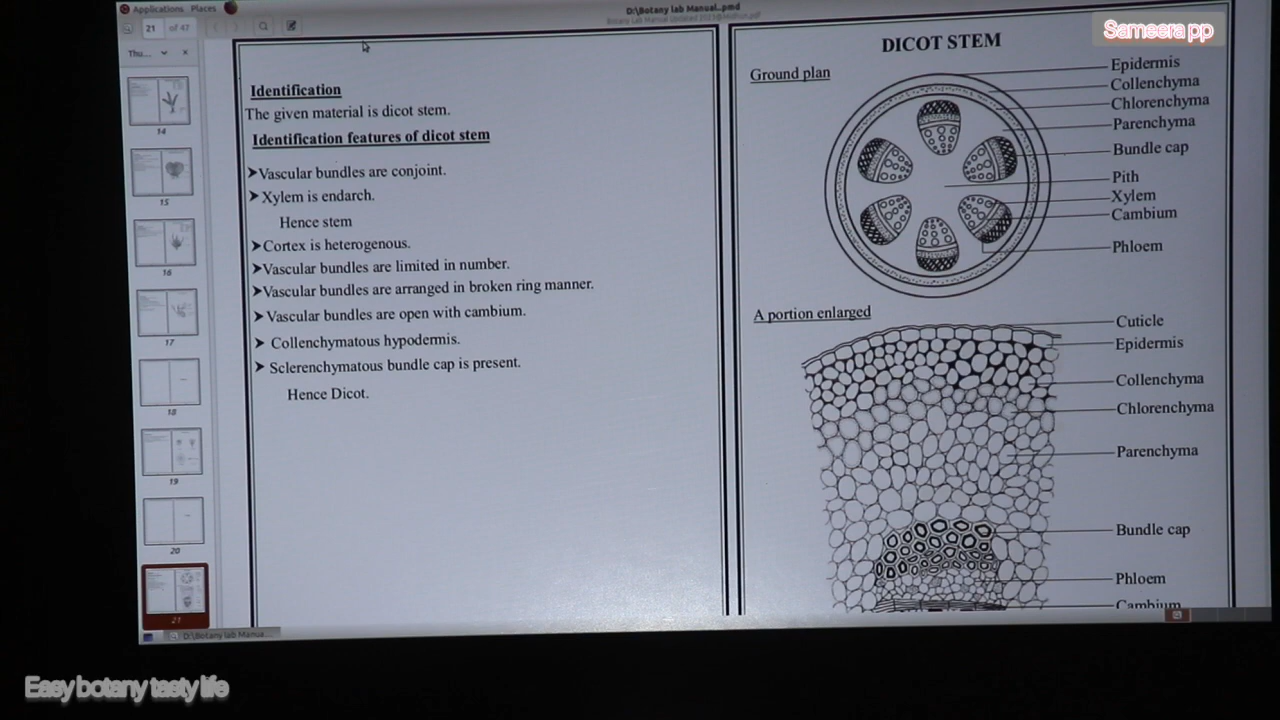 Applications Places
D:\Botany lab Manual..pmd
21 of 47
Thu...
14
15
16
17
18
19
20
21
Identification
The given material is dicot stem.
Identification features of dicot stem
➤Vascular bundles are conjoint.
➤Xylem is endarch.
Hence stem
➤Cortex is heterogenous.
➤Vascular bundles are limited in number.
➤Vascular bundles are arranged in broken ring manner.
➤Vascular bundles are open with cambium.
➤ Collenchymatous hypodermis.
➤ Sclerenchymatous bundle cap is present.
Hence Dicot.
Sameera pp
DICOT STEM
Ground plan
Epidermis
Collenchyma
Chlorenchyma
Parenchyma
Bundle cap
Pith
Xylem
Cambium
Phloem
A portion enlarged
Cuticle
Epidermis
Collenchyma
Chlorenchyma
Parenchyma
Bundle cap
Phloem
Cambium
D:\Botany lab Manua...
Easy botany tasty life